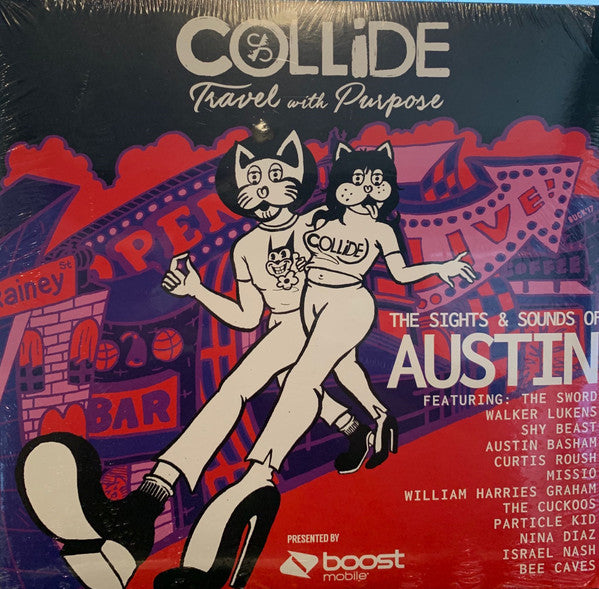 COLLiDE
Travel with Purpose
OPEN
LIVE!
COLLiDE
Rainey St
COFFEE
BAR
THE SIGHTS & SOUNDS OF
AUSTIN
FEATURING: THE SWORD
WALKER LUKENS
SHY BEAST
AUSTIN BASHAM
CURTIS ROUSH
MISSIO
WILLIAM HARRIES GRAHAM
THE CUCKOOS
PARTICLE KID
NINA DIAZ
ISRAEL NASH
BEE CAVES
PRESENTED BY
boost
mobile